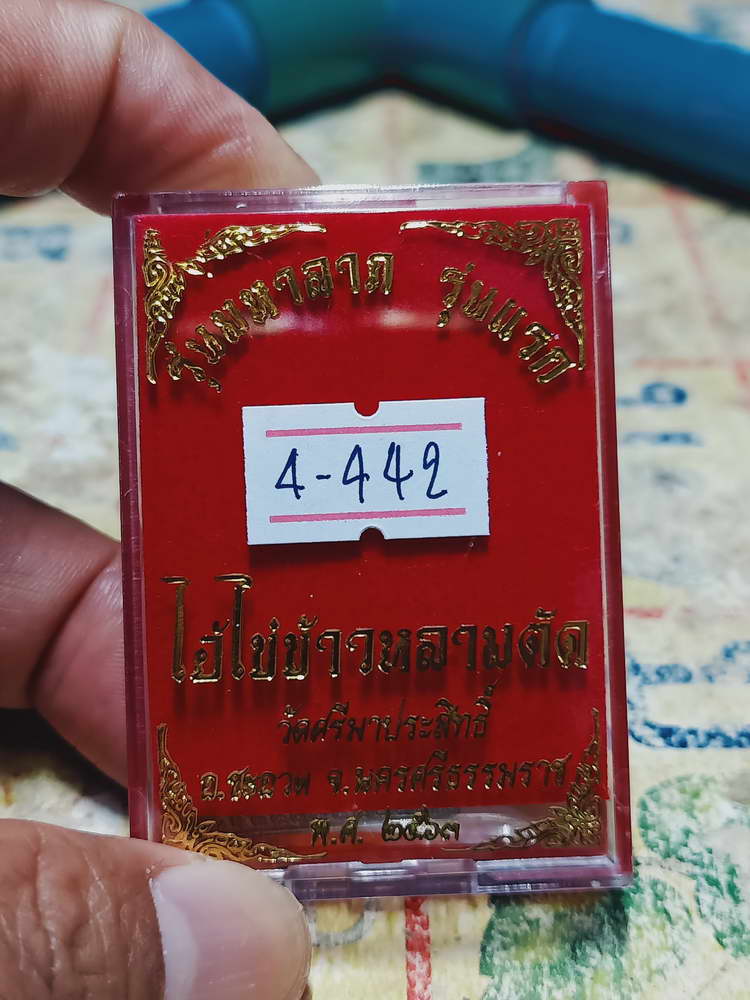 รุ่นมหาลาภ รุ่นแรก
4-442
ไอ้ไข่ข้าวหลามตัด
วัดศรีมาประสิทธิ์
อ.ชะอวด จ.นครศรีธรรมราช
พ.ศ. ๒๕๖๓